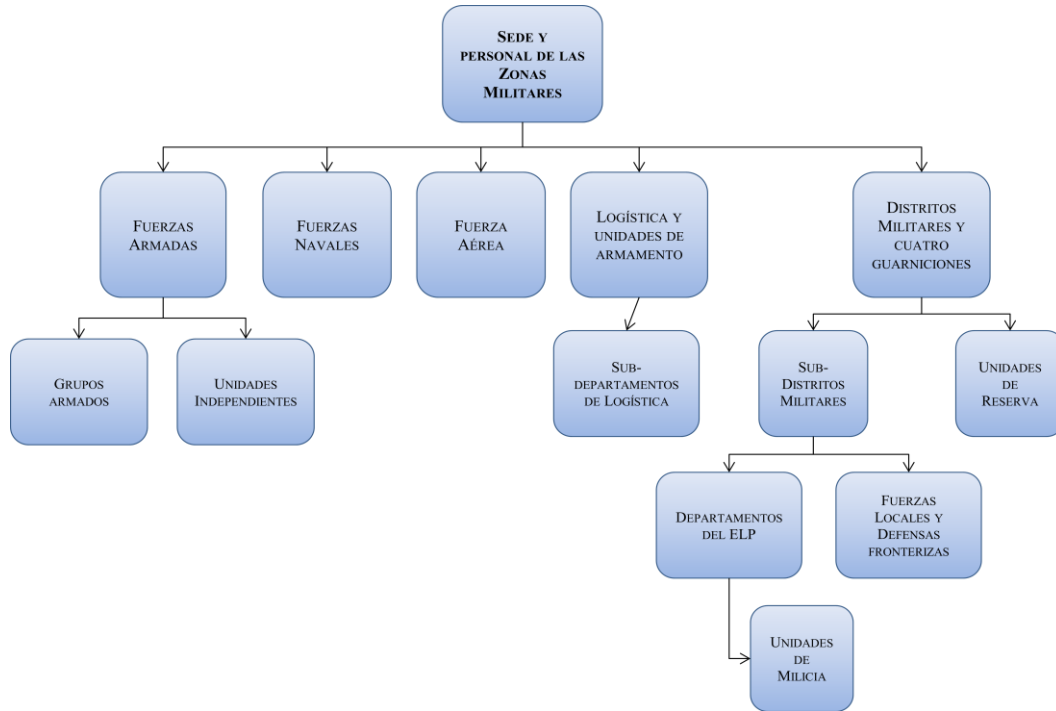 Sede y
personal de las
Zonas
Militares
Fuerzas
Armadas
Fuerzas
Navales
Fuerza
Aérea
Logística y
unidades de
armamento
Distritos
Militares y
cuatro
guarniciones
Grupos
armados
Unidades
Independientes
Sub-
departamentos
de Logística
Sub-
Distritos
Militares
Unidades
de
Reserva
Departamentos
del ELP
Fuerzas
Locales y
Defensas
fronterizas
Unidades
de
Milicia